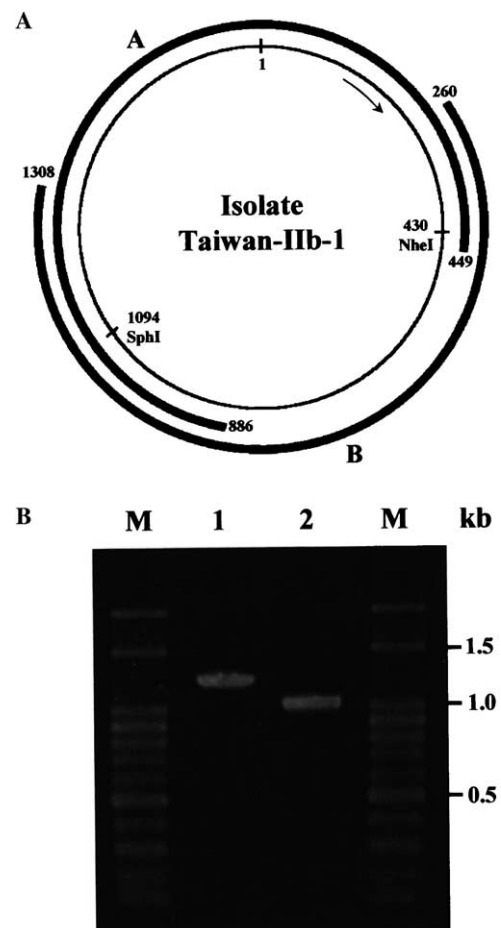 A
A
1
260
1308
Isolate
Taiwan-IIb-1
430
NheI
449
1094
SphI
886
B
B
M 1 2 M kb
1.5
1.0
0.5